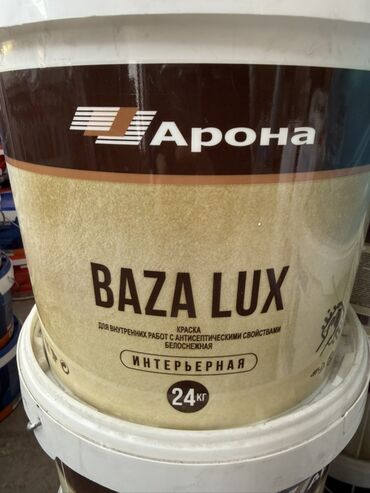 Арона
BAZA LUX
КРАСКА
ДЛЯ ВНУТРЕННИХ РАБОТ С АНТИСЕПТИЧЕСКИМИ СВОЙСТВАМИ
БЕЛОСНЕЖНАЯ
ИНТЕРЬЕРНАЯ
24КГ